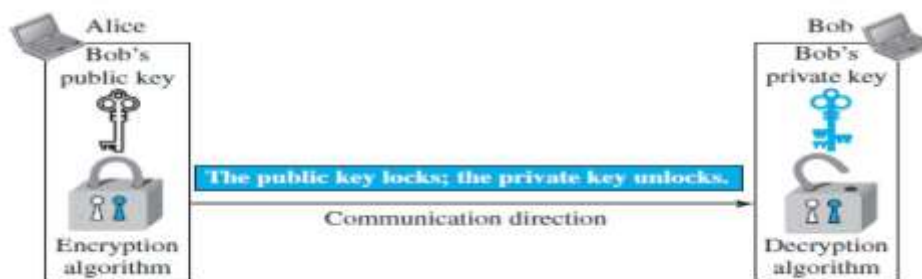 Alice
Bob's
public key
Encryption
algorithm
The public key locks; the private key unlocks.
Communication direction
Bob
Bob's
private key
Decryption
algorithm